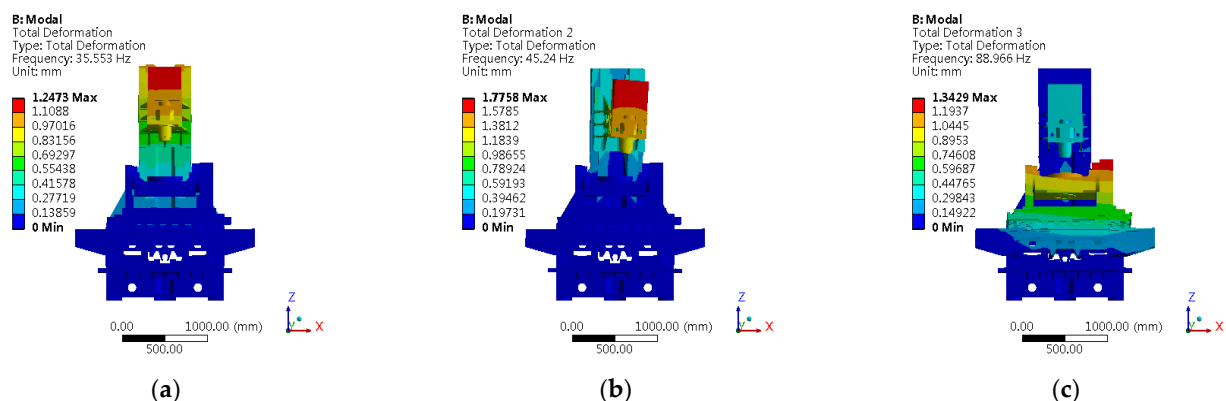 B: Modal
Total Deformation
Type: Total Deformation
Frequency: 35.553 Hz
Unit: mm
1.2473 Max
1.1088
0.97016
0.83156
0.69297
0.55438
0.41578
0.27719
0.13859
0 Min
0.00
1000.00 (mm)
500.00
Z
Y
X
(a)
B: Modal
Total Deformation 2
Type: Total Deformation
Frequency: 45.24 Hz
Unit: mm
1.7758 Max
1.5785
1.3812
1.1839
0.98655
0.78924
0.59193
0.39462
0.19731
0 Min
0.00
1000.00 (mm)
500.00
Z
Y
X
(b)
B: Modal
Total Deformation 3
Type: Total Deformation
Frequency: 88.966 Hz
Unit: mm
1.3429 Max
1.1937
1.0445
0.8953
0.74608
0.59687
0.44765
0.29843
0.14922
0 Min
0.00
1000.00 (mm)
500.00
Z
Y
X
(c)